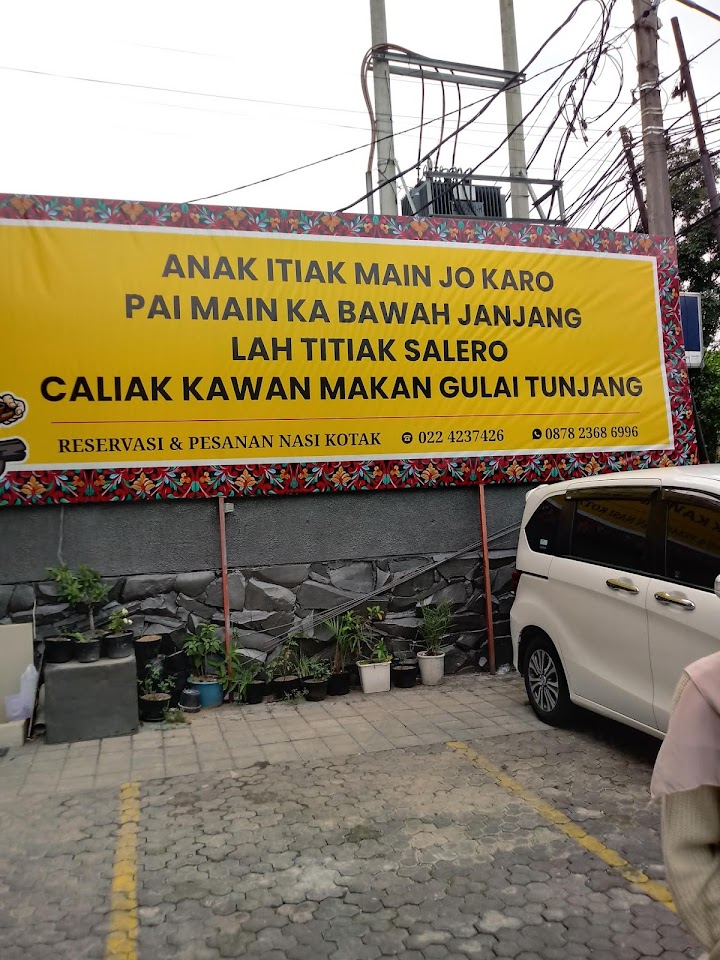 ANAK ITIAK MAIN JO KARO
PAI MAIN KA BAWAH JANJANG
LAH TITIAK SALERO
CALIAK KAWAN MAKAN GULAI TUNJANG
RESERVASI & PESANAN NASI KOTAK 022 4237426 0878 2368 6996